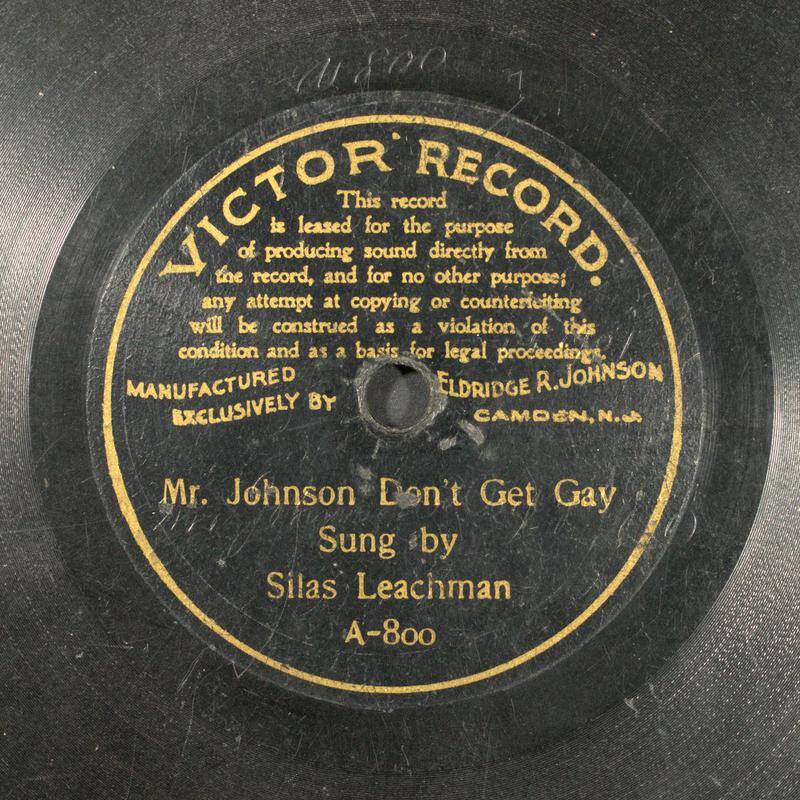 A 800
VICTOR RECORD.
This record
is leased for the purpose
of producing sound directly from
the record, and for no other purpose;
any attempt at copying or counterfeiting
will be construed as a violation of this
condition and as a basis for legal proceedings.
MANUFACTURED
EXCLUSIVELY BY
ELDRIDGE R. JOHNSON
CAMDEN, N.J.
Mr. Johnson Don't Get Gay
Sung by
Silas Leachman
A-800